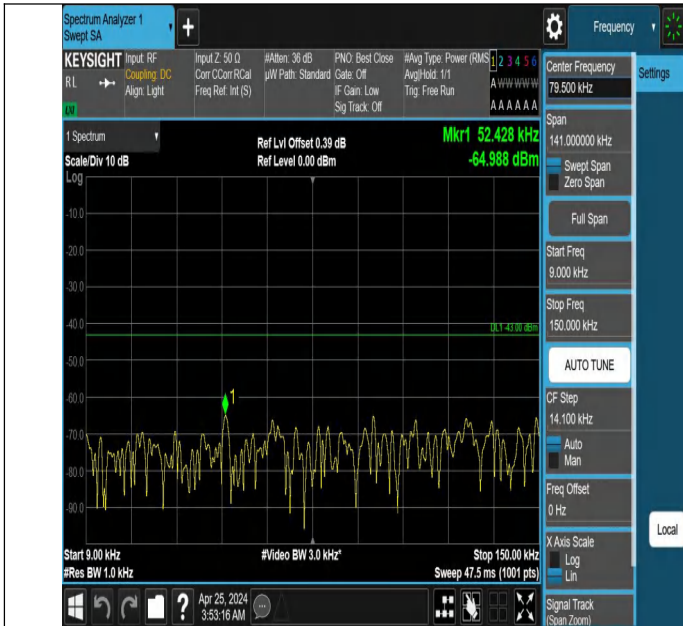 Spectrum Analyzer 1
Swept SA
+
Frequency
KEYSIGHT
RL
Input: RF
Coupling: DC
Align: Light
Input Z: 50 Ω
Corr CCorr RCal
Freq Ref: Int (S)
#Atten: 36 dB
µW Path: Standard
PNO: Best Close
Gate: Off
IF Gain: Low
Sig Track: Off
#Avg Type: Power (RMS
Avg|Hold: 1/1
Trig: Free Run
1 2 3 4 5 6
A W W W W W
A A A A A A
1 Spectrum
Scale/Div 10 dB
Log
Ref Lvl Offset 0.39 dB
Ref Level 0.00 dBm
Mkr1 52.428 kHz
-64.988 dBm
-10.0
-20.0
-30.0
-40.0
DL1 -43.00 dBm
-50.0
-60.0
1
-70.0
-80.0
-90.0
Start 9.00 kHz
#Res BW 1.0 kHz
#Video BW 3.0 kHz*
Stop 150.00 kHz
Sweep 47.5 ms (1001 pts)
?
Apr 25, 2024
3:53:16 AM
Center Frequency
79.500 kHz
Settings
Span
141.000000 kHz
Swept Span
Zero Span
Full Span
Start Freq
9.000 kHz
Stop Freq
150.000 kHz
AUTO TUNE
CF Step
14.100 kHz
Auto
Man
Freq Offset
0 Hz
Local
X Axis Scale
Log
Lin
Signal Track
(Span Zoom)